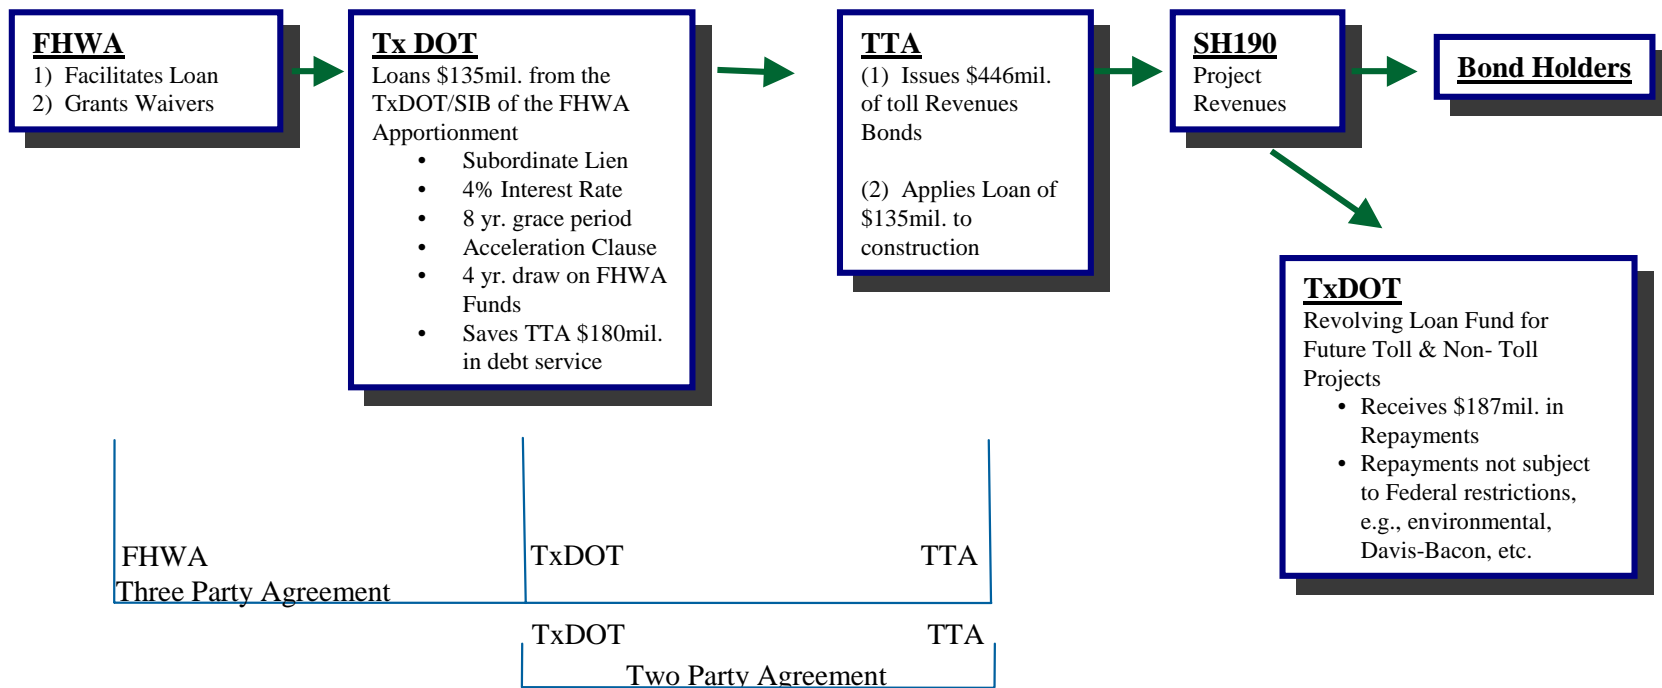 FHWA
1) Facilitates Loan
2) Grants Waivers
Tx DOT
Loans $135mil. from the
TxDOT/SIB of the FHWA
Apportionment
• Subordinate Lien
• 4% Interest Rate
• 8 yr. grace period
• Acceleration Clause
• 4 yr. draw on FHWA
Funds
• Saves TTA $180mil.
in debt service
TTA
(1) Issues $446mil.
of toll Revenues
Bonds
(2) Applies Loan of
$135mil. to
construction
SH190
Project
Revenues
Bond Holders
TxDOT
Revolving Loan Fund for
Future Toll & Non- Toll
Projects
• Receives $187mil. in
Repayments
• Repayments not subject
to Federal restrictions,
e.g., environmental,
Davis-Bacon, etc.
FHWA TxDOT TTA
Three Party Agreement
TxDOT TTA
Two Party Agreement